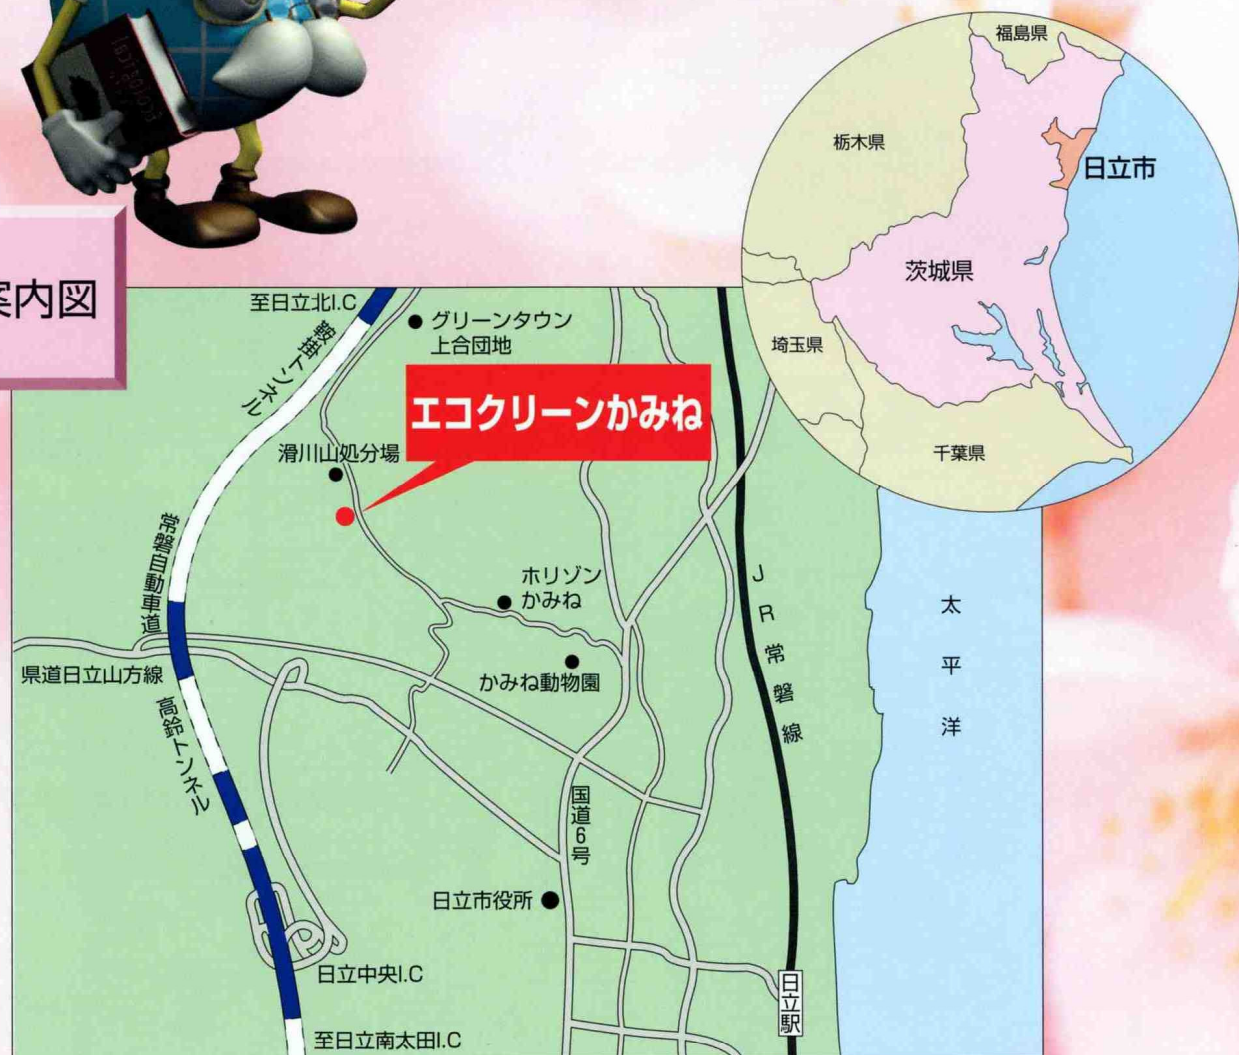 案内図
福島県
栃木県
日立市
茨城県
埼玉県
千葉県
至日立北I.C
グリーンタウン
上合団地
鞍掛トンネル
エコクリーンかみね
滑川山処分場
常磐自動車道
ホリゾン
かみね
JR常磐線
太平洋
県道日立山方線
かみね動物園
高鈴トンネル
国道6号
日立市役所
日立中央I.C
日立駅
至日立南太田I.C